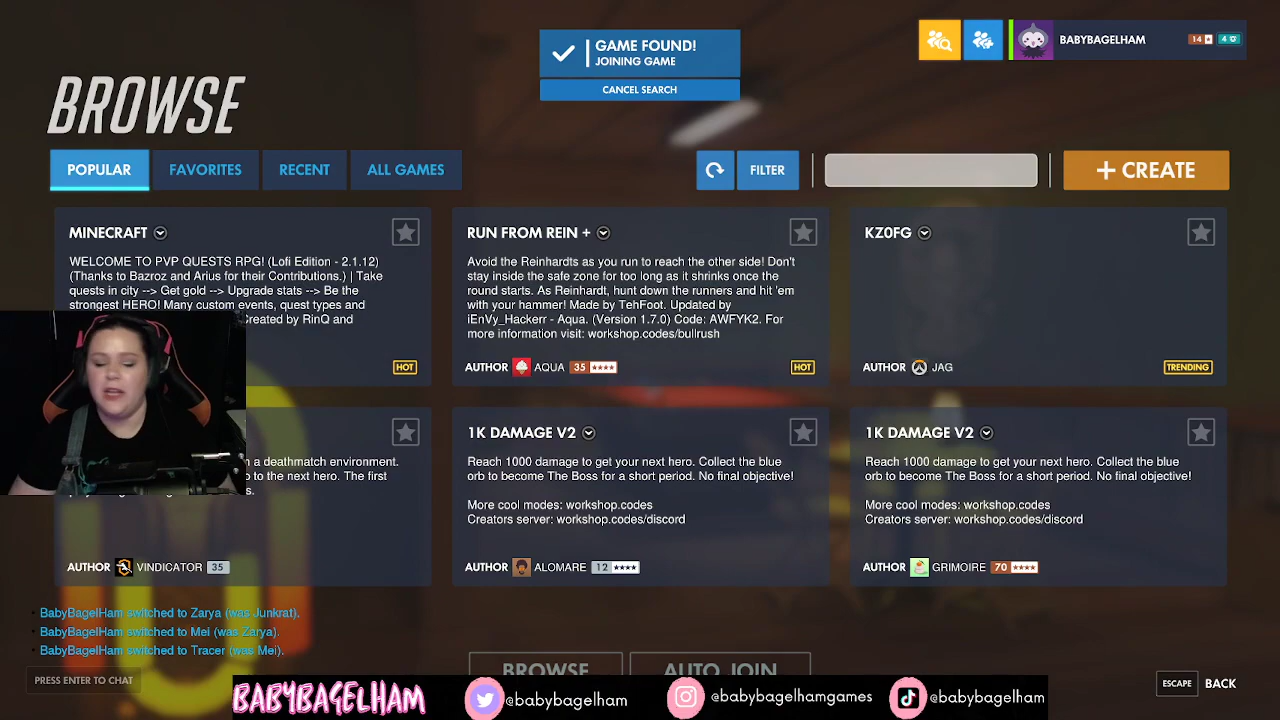 GAME FOUND!
JOINING GAME
CANCEL SEARCH
BABYBAGELHAM
14
4
BROWSE
POPULAR
FAVORITES
RECENT
ALL GAMES
FILTER
+ CREATE
MINECRAFT
WELCOME TO PVP QUESTS RPG! (Lofi Edition - 2.1.12)
(Thanks to Bazroz and Arius for their Contributions.) | Take
quests in city --> Get gold --> Upgrade stats --> Be the
strongest HERO! Many custom events, quest types and
Created by RinQ and
HOT
RUN FROM REIN +
Avoid the Reinhardts as you run to reach the other side! Don't
stay inside the safe zone for too long as it shrinks once the
round starts. As Reinhardt, hunt down the runners and hit 'em
with your hammer! Made by TehFoot. Updated by
iEnVy_Hackerr - Aqua. (Version 1.7.0) Code: AWFYK2. For
more information visit: workshop.codes/bullrush
AUTHOR AQUA 35
HOT
KZ0FG
AUTHOR JAG
TRENDING
a deathmatch environment.
to the next hero. The first
AUTHOR VINDICATOR 35
1K DAMAGE V2
Reach 1000 damage to get your next hero. Collect the blue
orb to become The Boss for a short period. No final objective!
More cool modes: workshop.codes
Creators server: workshop.codes/discord
AUTHOR ALOMARE 12
1K DAMAGE V2
Reach 1000 damage to get your next hero. Collect the blue
orb to become The Boss for a short period. No final objective!
More cool modes: workshop.codes
Creators server: workshop.codes/discord
AUTHOR GRIMOIRE 70
BabyBagelHam switched to Zarya (was Junkrat).
BabyBagelHam switched to Mei (was Zarya).
BabyBagelHam switched to Tracer (was Mei).
PRESS ENTER TO CHAT
BROWSE
AUTO JOIN
ESCAPE
BACK
BABYBAGELHAM
@babybagelham
@babybagelhamgames
@babybagelham